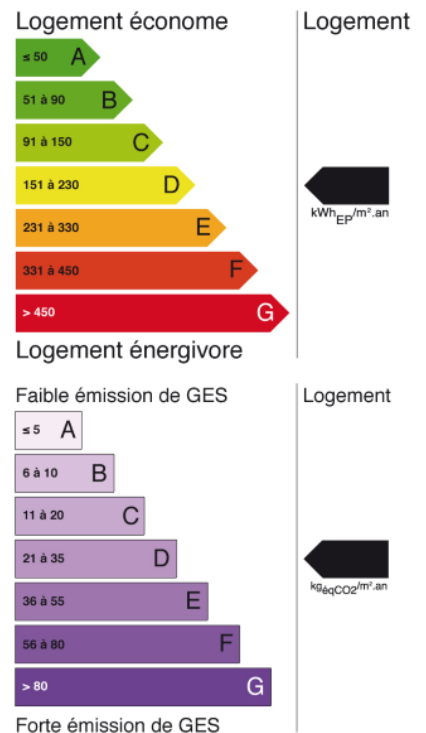 Logement économe
Logement
≤ 50 A
51 à 90 B
91 à 150 C
151 à 230 D
231 à 330 E
331 à 450 F
> 450 G
kWhEP/m².an
Logement énergivore
Faible émission de GES
Logement
≤ 5 A
6 à 10 B
11 à 20 C
21 à 35 D
36 à 55 E
56 à 80 F
> 80 G
kgéqCO2/m².an
Forte émission de GES